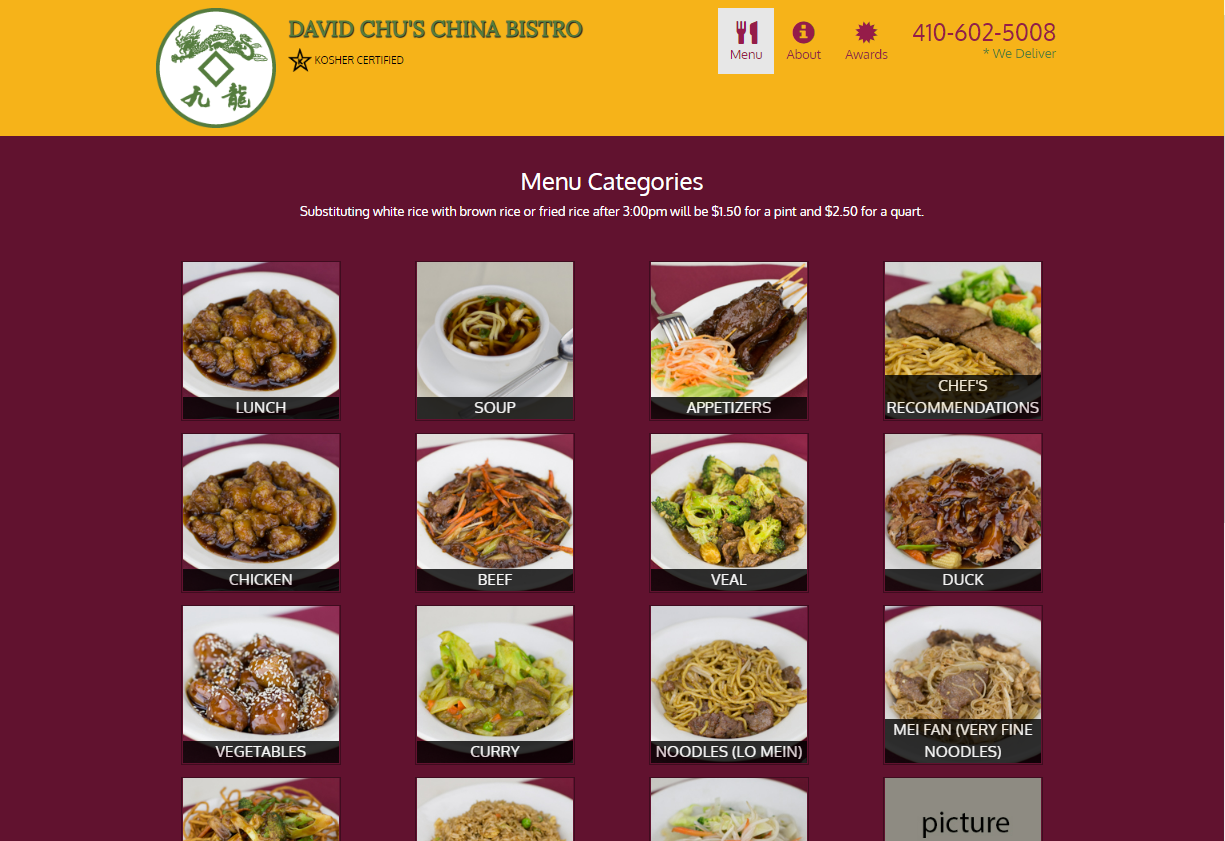 DAVID CHU'S CHINA BISTRO
KOSHER CERTIFIED
九龍
Menu
About
Awards
410-602-5008
* We Deliver
Menu Categories
Substituting white rice with brown rice or fried rice after 3:00pm will be $1.50 for a pint and $2.50 for a quart.
LUNCH
SOUP
APPETIZERS
CHEF'S
RECOMMENDATIONS
CHICKEN
BEEF
VEAL
DUCK
VEGETABLES
CURRY
NOODLES (LO MEIN)
MEI FAN (VERY FINE
NOODLES)
picture